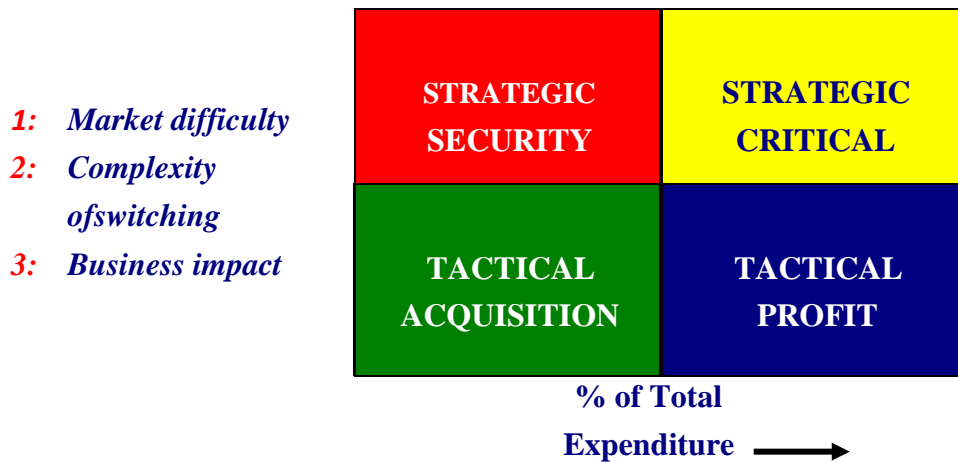 STRATEGIC
SECURITY
STRATEGIC
CRITICAL
1: Market difficulty
2: Complexity
ofswitching
3: Business impact
TACTICAL
ACQUISITION
TACTICAL
PROFIT
% of Total
Expenditure